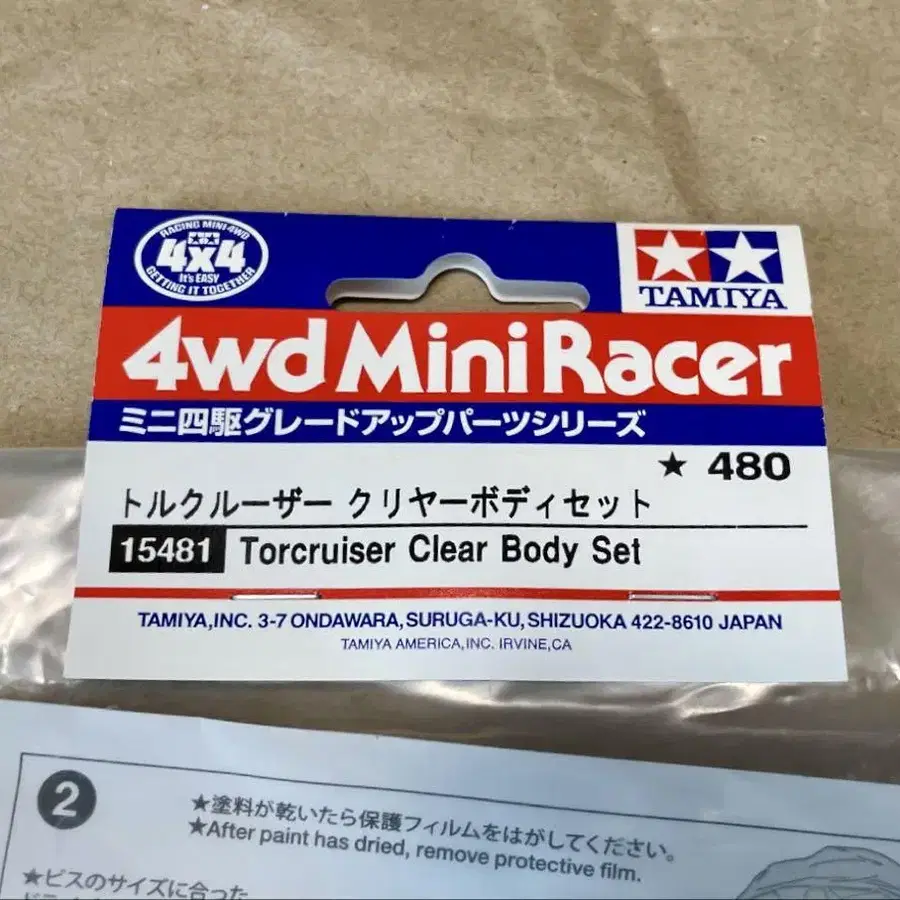 RACING MINI 4WD
4x4
It's EASY
GETTING IT TOGETHER
TAMIYA
4wd Mini Racer
ミニ四駆グレードアップパーツシリーズ
★ 480
トルクルーザー クリヤーボディセット
15481 Torcruiser Clear Body Set
TAMIYA,INC. 3-7 ONDAWARA,SURUGA-KU,SHIZUOKA 422-8610 JAPAN
TAMIYA AMERICA,INC. IRVINE,CA
2
★塗料が乾いたら保護フィルムをはがしてください。
★After paint has dried, remove protective film.
★ビスのサイズに合った